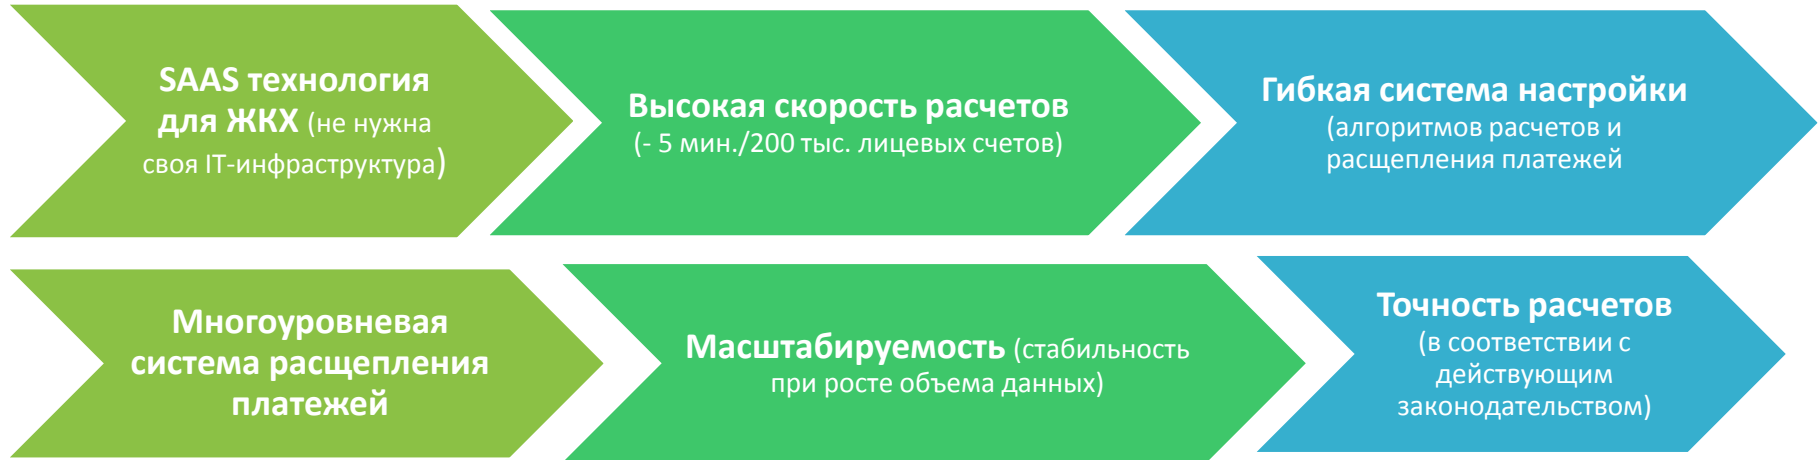 SAAS технология
для ЖКХ (не нужна
своя IT-инфраструктура)
Высокая скорость расчетов
(- 5 мин./200 тыс. лицевых счетов)
Гибкая система настройки
(алгоритмов расчетов и
расщепления платежей
Многоуровневая
система расщепления
платежей
Масштабируемость (стабильность
при росте объема данных)
Точность расчетов
(в соответствии с
действующим
законодательством)